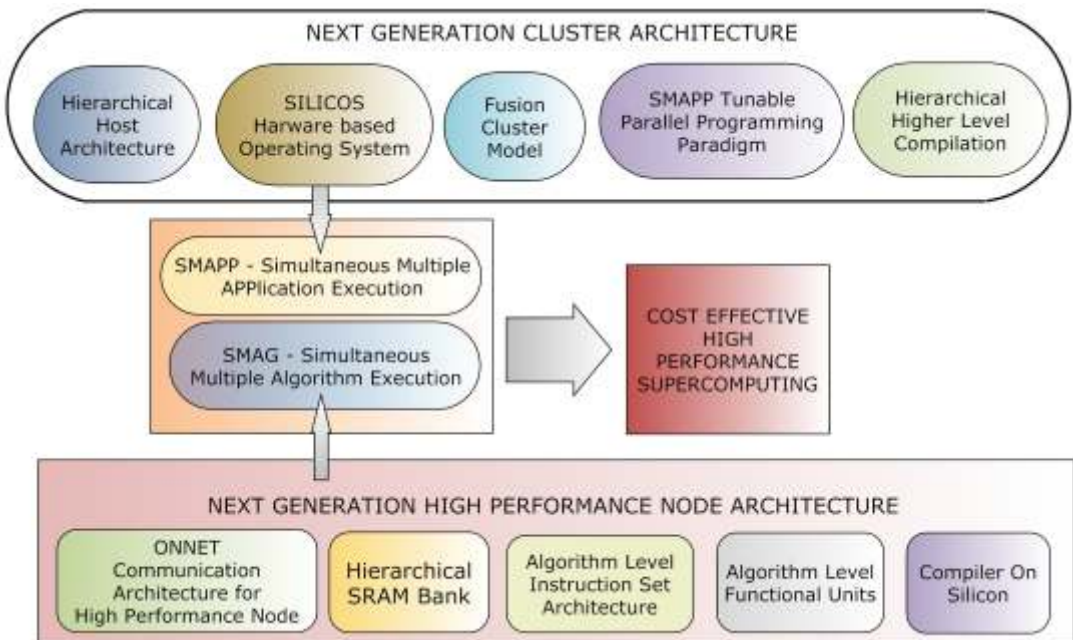 NEXT GENERATION CLUSTER ARCHITECTURE
Hierarchical
Host
Architecture
SILICOS
Harware based
Operating System
Fusion
Cluster
Model
SMAPP Tunable
Parallel Programming
Paradigm
Hierarchical
Higher Level
Compilation
SMAPP - Simultaneous Multiple
APPlication Execution
SMAG - Simultaneous
Multiple Algorithm Execution
COST EFFECTIVE
HIGH
PERFORMANCE
SUPERCOMPUTING
NEXT GENERATION HIGH PERFORMANCE NODE ARCHITECTURE
ONNET
Communication
Architecture for
High Performance Node
Hierarchical
SRAM Bank
Algorithm Level
Instruction Set
Architecture
Algorithm Level
Functional Units
Compiler On
Silicon